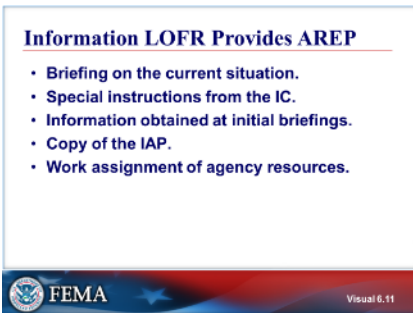 Information LOFR Provides AREP
• Briefing on the current situation.
• Special instructions from the IC.
• Information obtained at initial briefings.
• Copy of the IAP.
• Work assignment of agency resources.
FEMA
Visual 6.11